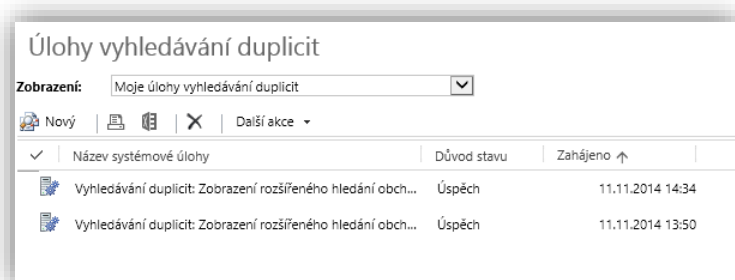 Úlohy vyhledávání duplicit
Zobrazení: Moje úlohy vyhledávání duplicit
Nový Další akce
Název systémové úlohy Důvod stavu Zahájeno
Vyhledávání duplicit: Zobrazení rozšířeného hledání obch... Úspěch 11.11.2014 14:34
Vyhledávání duplicit: Zobrazení rozšířeného hledání obch... Úspěch 11.11.2014 13:50